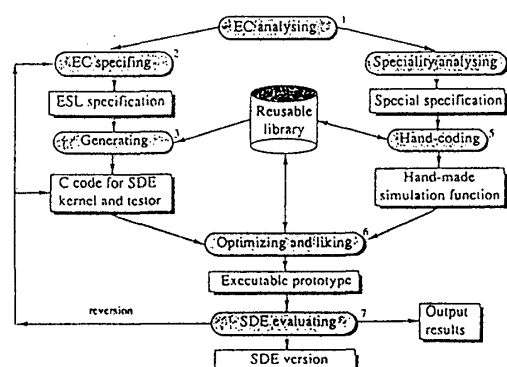 EC analysing 1
EC specifing 2
Speciality analysing
ESL specification
Reusable
library
Special specification
Generating 3
Hand-coding 5
C code for SDE
kernel and testor
Hand-made
simulation function
Optimizing and liking 6
Executable prototype
reversion
SDE evaluating 7
Output
results
SDE version